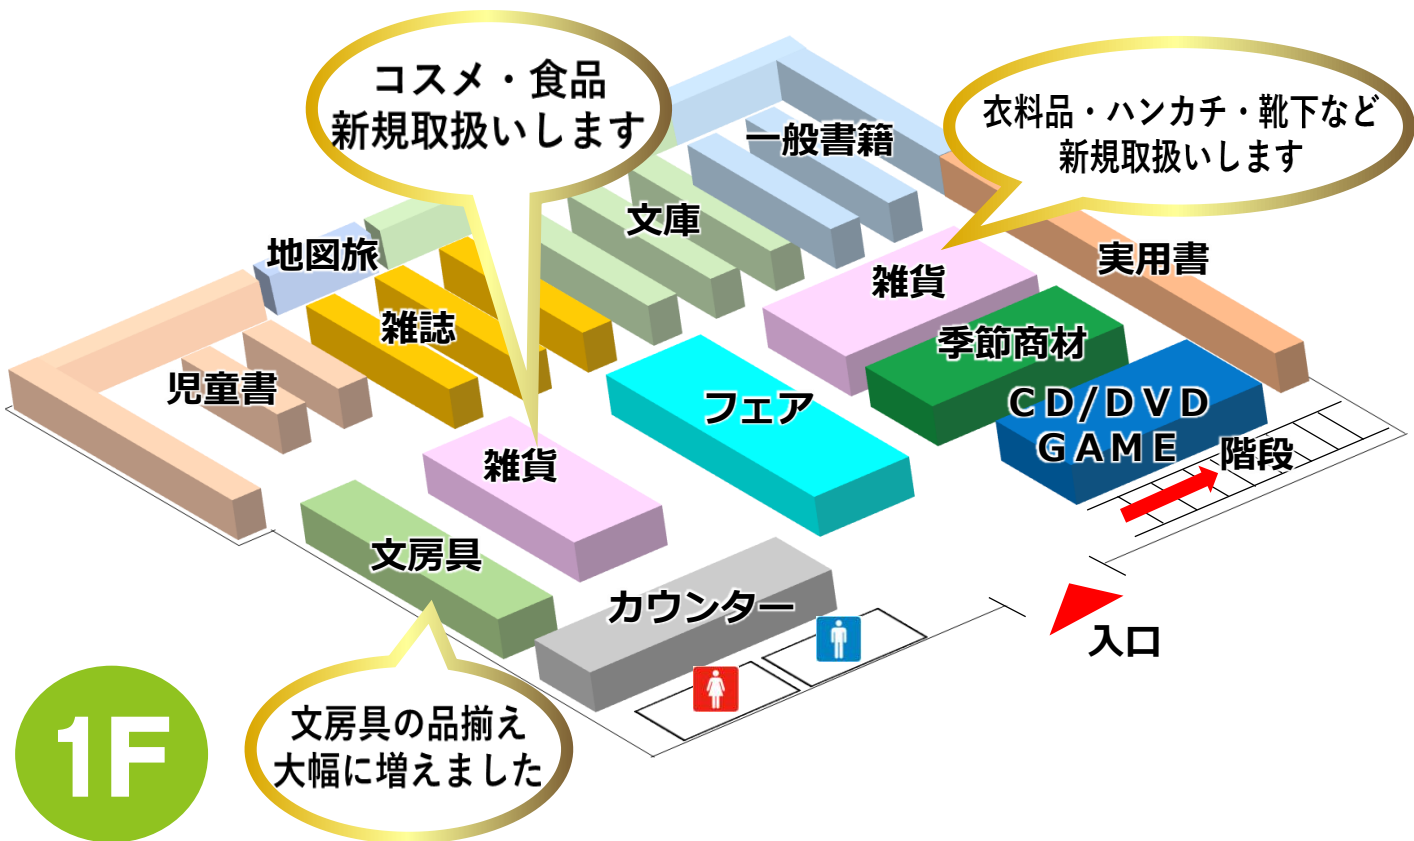 コスメ・食品
新規取扱いします
衣料品・ハンカチ・靴下など
新規取扱いします
一般書籍
文庫
地図旅
実用書
雑貨
雑誌
季節商材
児童書
フェア
CD/DVD
GAME
階段
雑貨
文房具
カウンター
入口
文房具の品揃え
大幅に増えました
1F